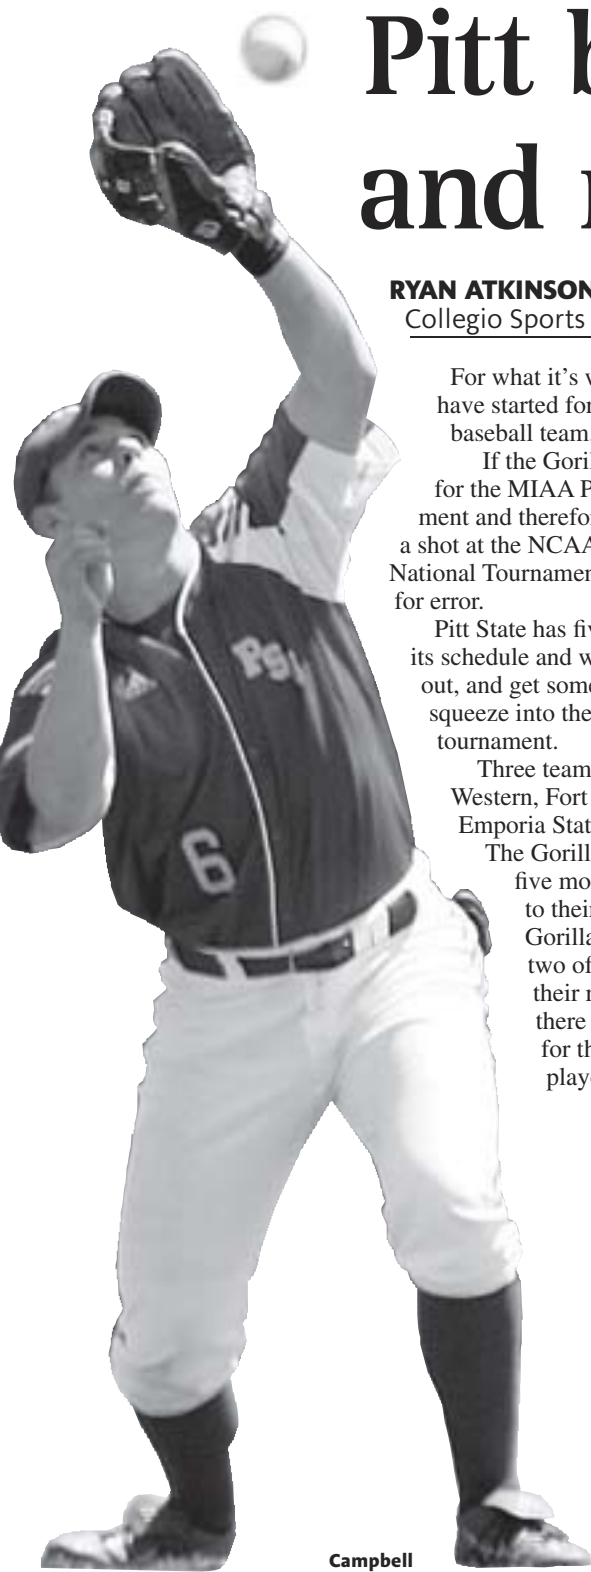 Pitt b
and
RYAN ATKINSON
Collegio Sports
For what it's
have started for
baseball team.
If the Goril
for the MIAA P
ment and therefor
a shot at the NCAA
National Tournamen
for error.
Pitt State has fiv
its schedule and w
out, and get some
squeeze into the
tournament.
Three team
Western, Fort
Emporia Stat
The Gorill
five mo
to their
Gorilla
two of
their
there
for th
play
PSU
6
Campbell